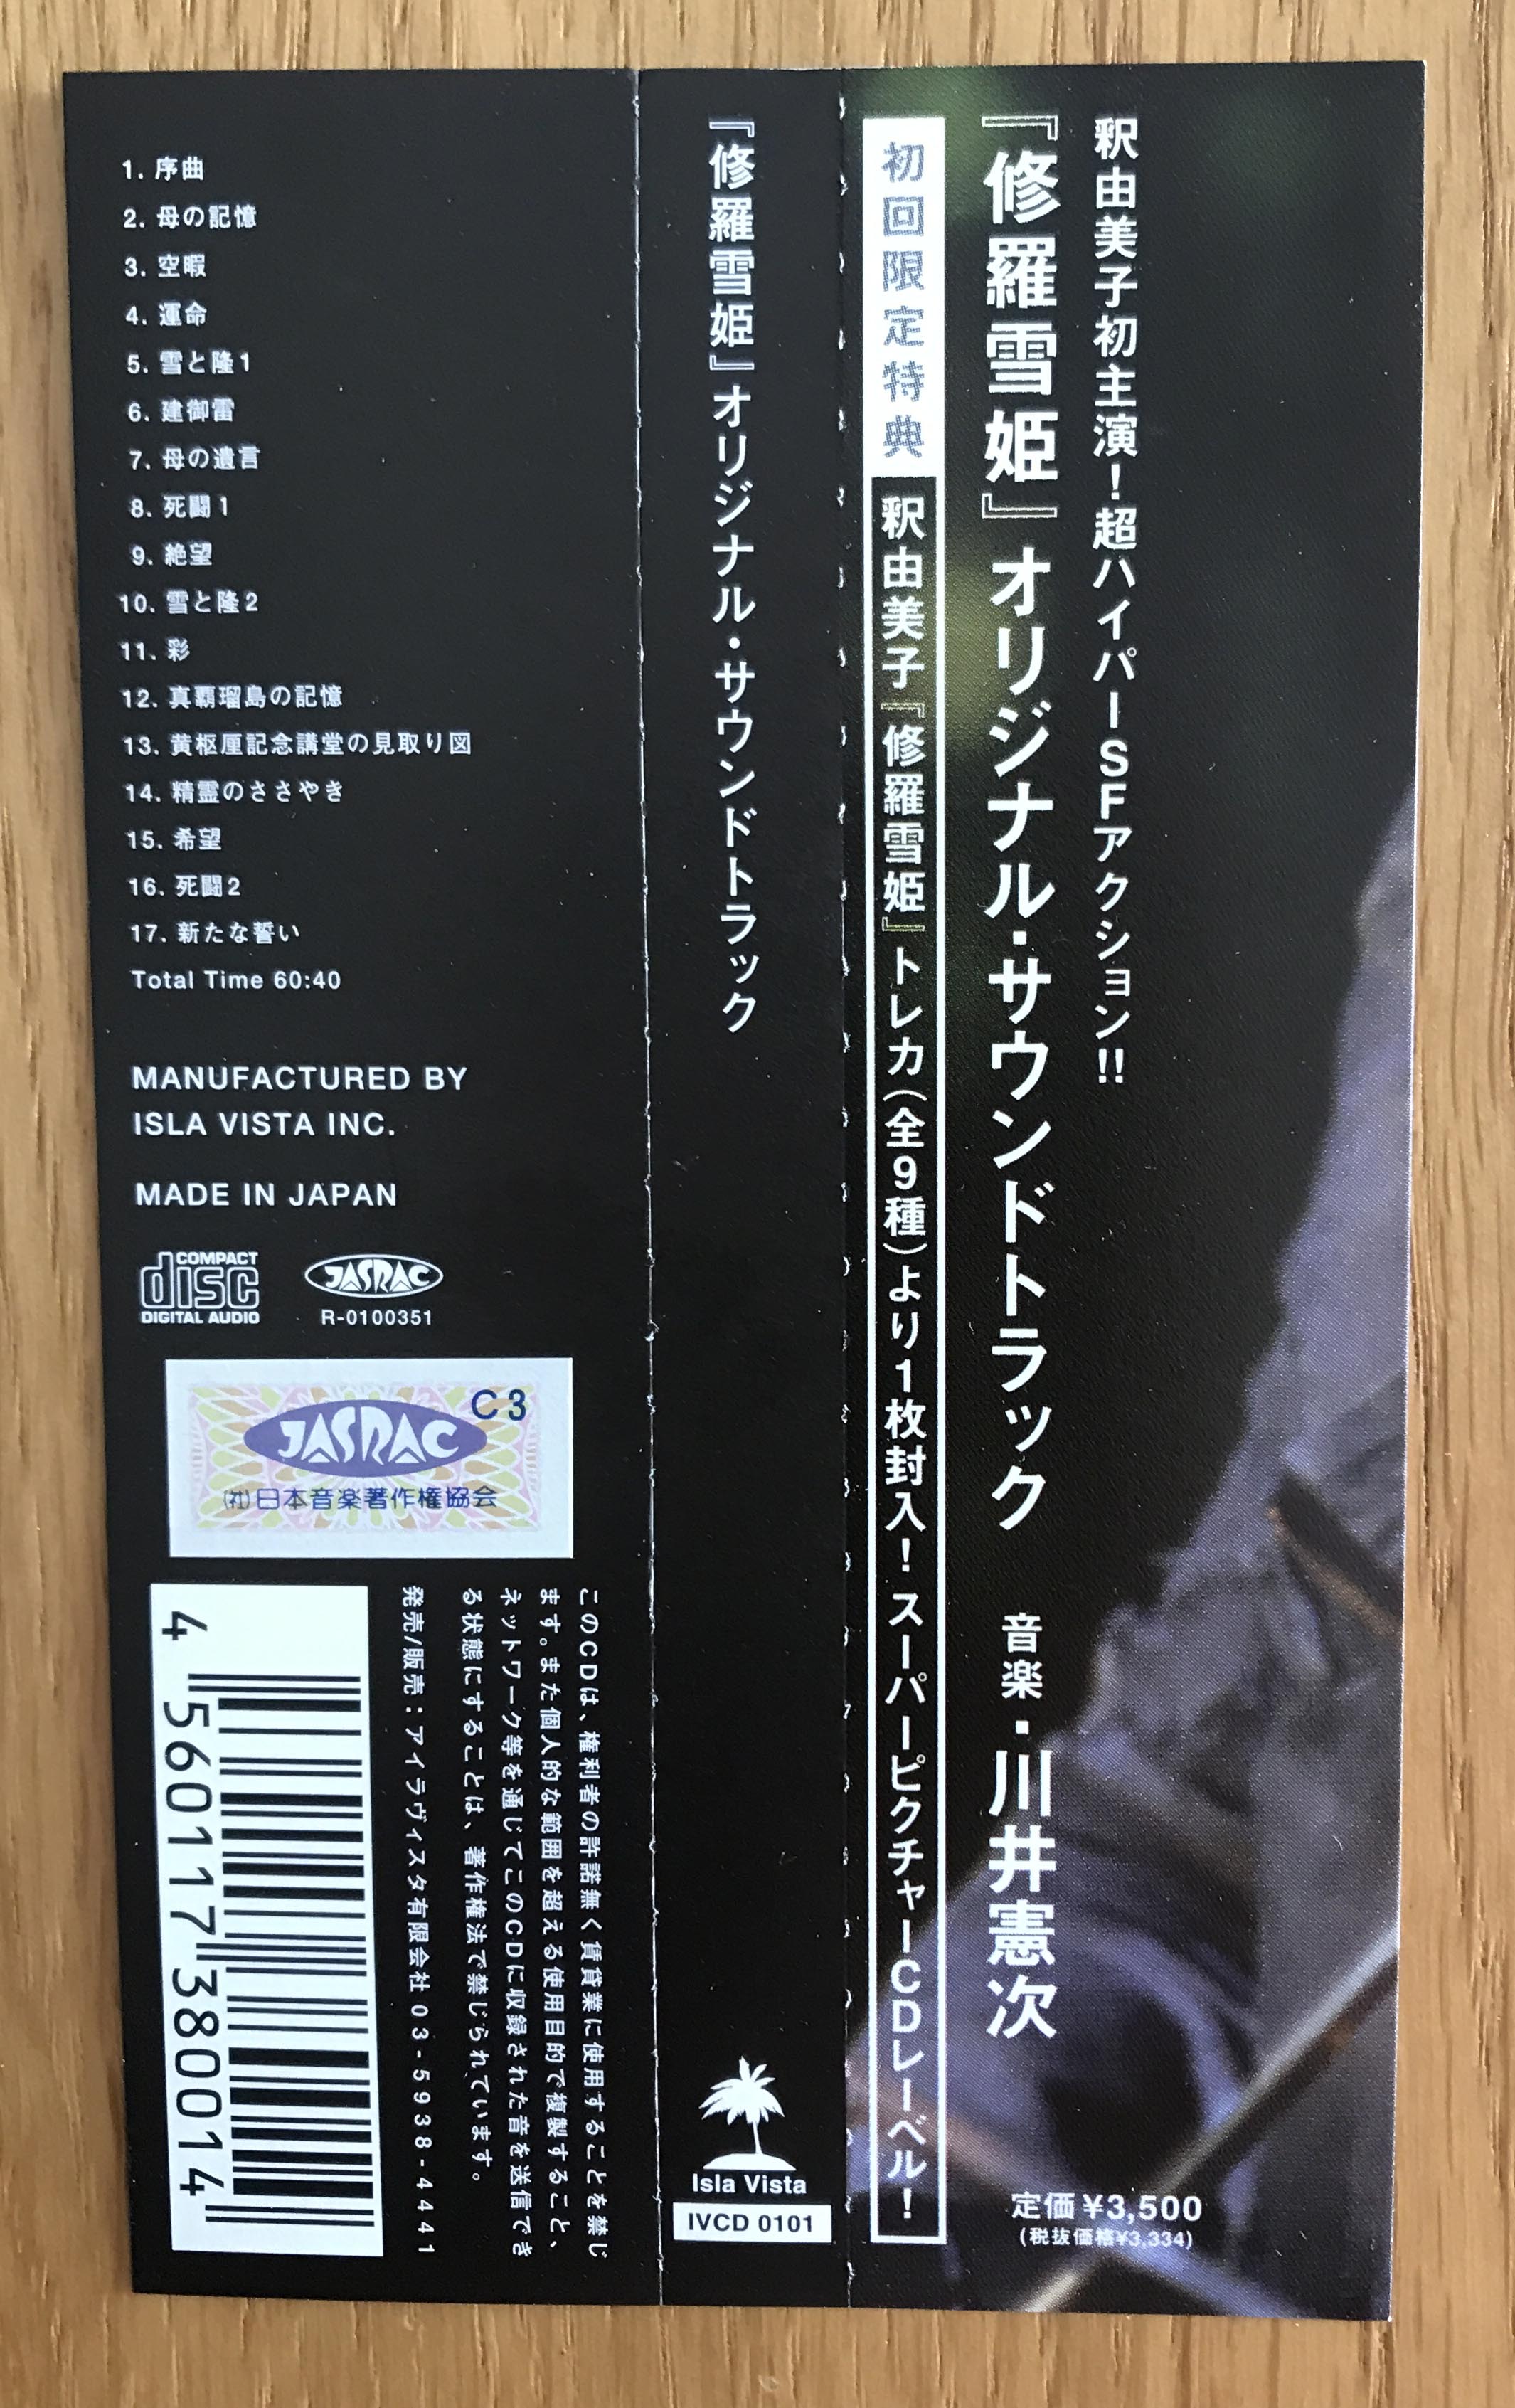 釈由美子初主演！超ハイパーSFアクション!!
『修羅雪姫』オリジナル・サウンドトラック 音楽・川井憲次
初回限定特典 釈由美子『修羅雪姫』トレカ（全9種）より1枚封入！スーパーピクチャーCDレーベル！
定価¥3,500
(税抜価格¥3,334)
『修羅雪姫』オリジナル・サウンドトラック
Isla Vista
IVCD 0101
1. 序曲
2. 母の記憶
3. 空暇
4. 運命
5. 雪と隆1
6. 建御雷
7. 母の遺言
8. 死闘1
9. 絶望
10. 雪と隆2
11. 彩
12. 真覇瑠島の記憶
13. 黄枢厘記念講堂の見取り図
14. 精霊のささやき
15. 希望
16. 死闘2
17. 新たな誓い
Total Time 60:40
MANUFACTURED BY
ISLA VISTA INC.
MADE IN JAPAN
COMPACT
disc
DIGITAL AUDIO
JASRAC
R-0100351
C3
JASRAC
(社)日本音楽著作権協会
このCDは、権利者の許諾無く賃貸業に使用することを禁じ
ます。また個人的な範囲を超える使用目的で複製すること、
ネットワーク等を通じてこのCDに収録された音を送信でき
る状態にすることは、著作権法で禁じられています。
発売/販売：アイラヴィスタ有限会社 03-5938-4441
4 560117 380014